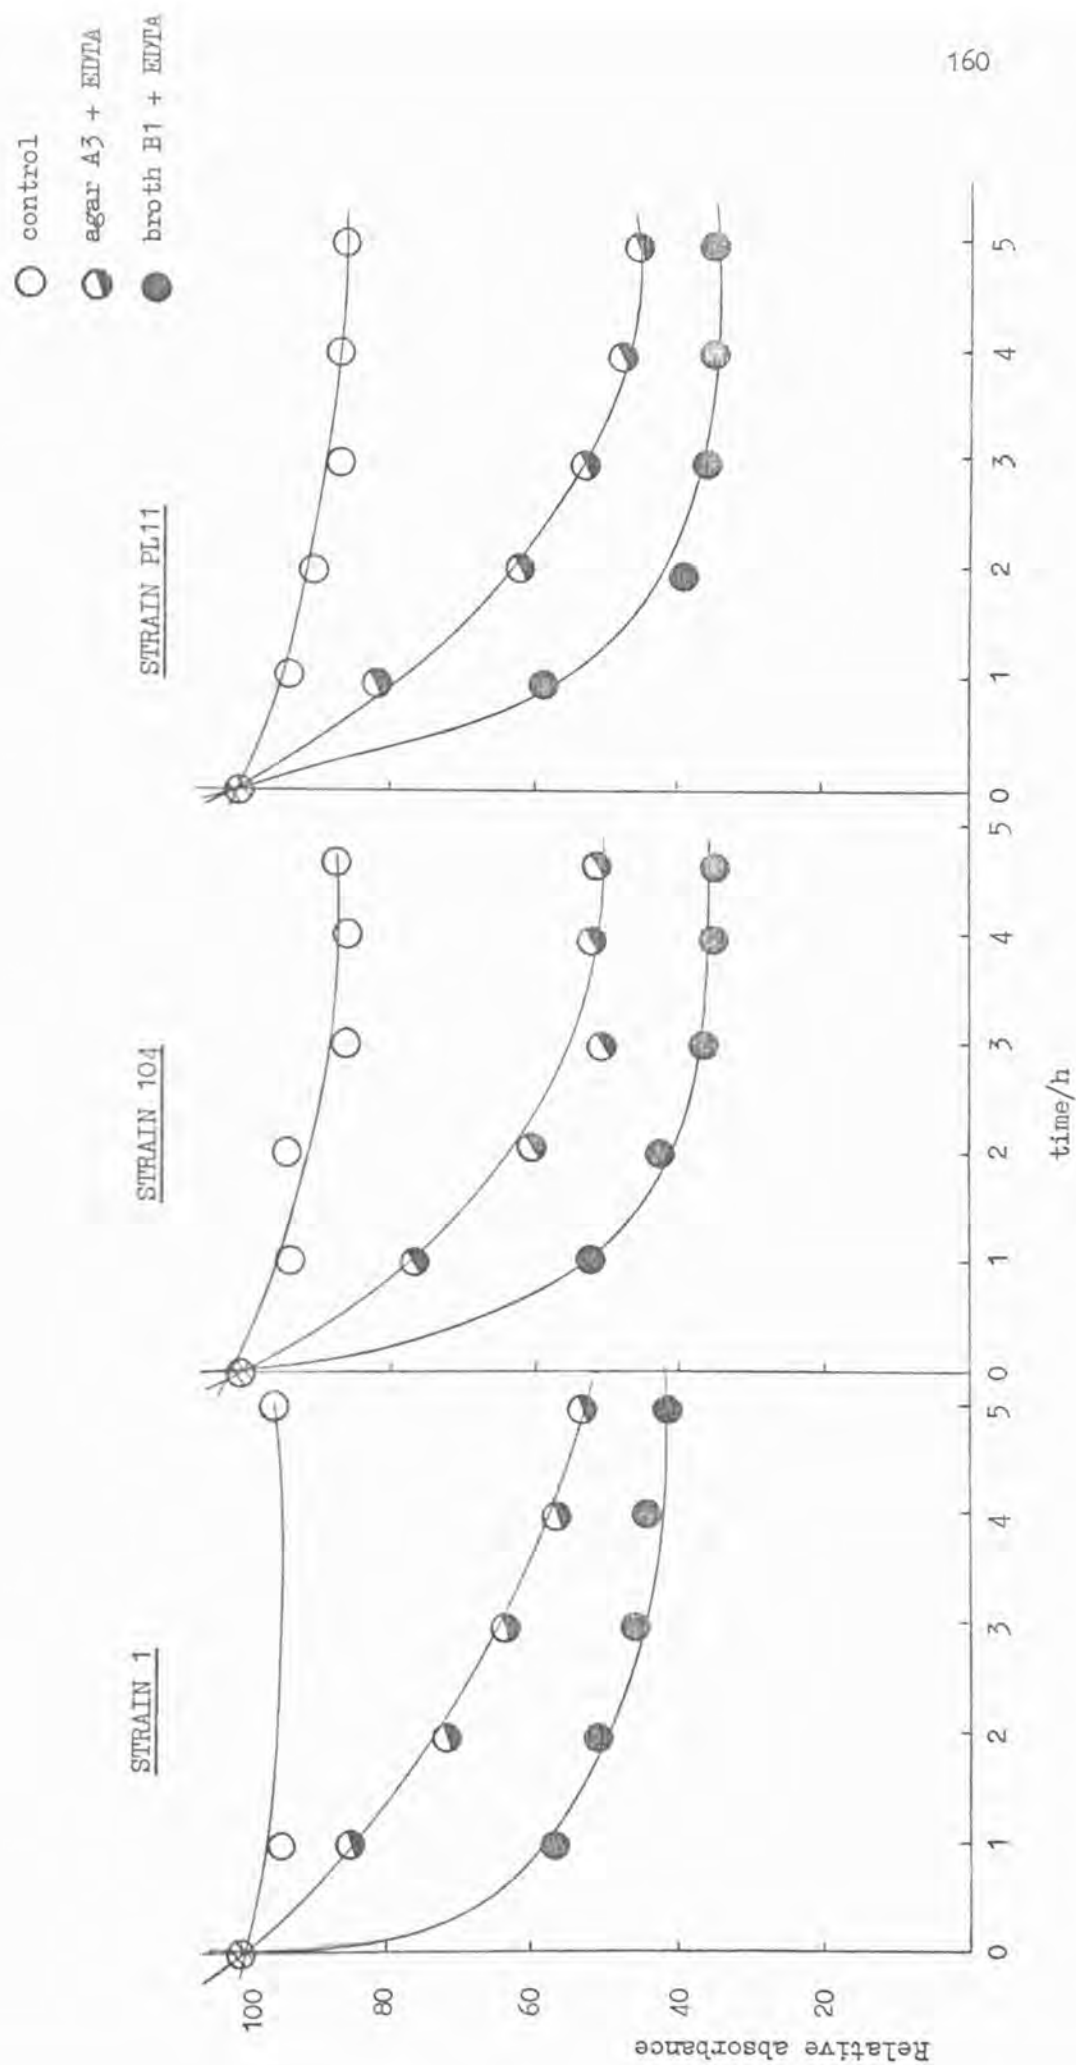 160
control
agar A3 + EDTA
broth B1 + EDTA
STRAIN 1
STRAIN 104
STRAIN PL11
Relative absorbance
100
80
60
40
20
0 1 2 3 4 5
0 1 2 3 4 5
0 1 2 3 4 5
time/h